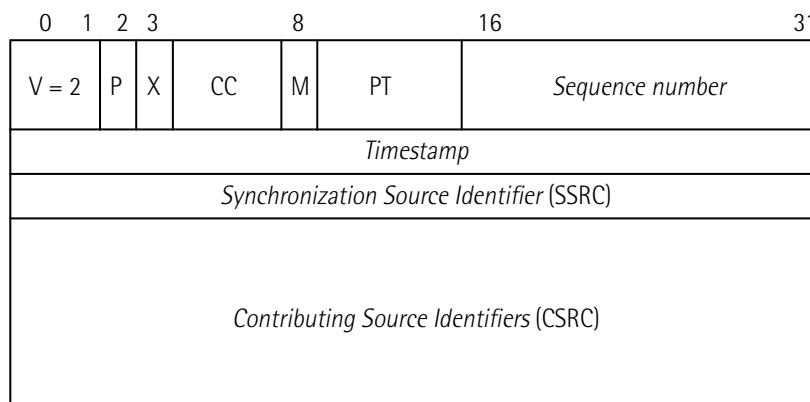 0 1 2 3 8 16 31
V = 2 P X CC M PT Sequence number
Timestamp
Synchronization Source Identifier (SSRC)
Contributing Source Identifiers (CSRC)